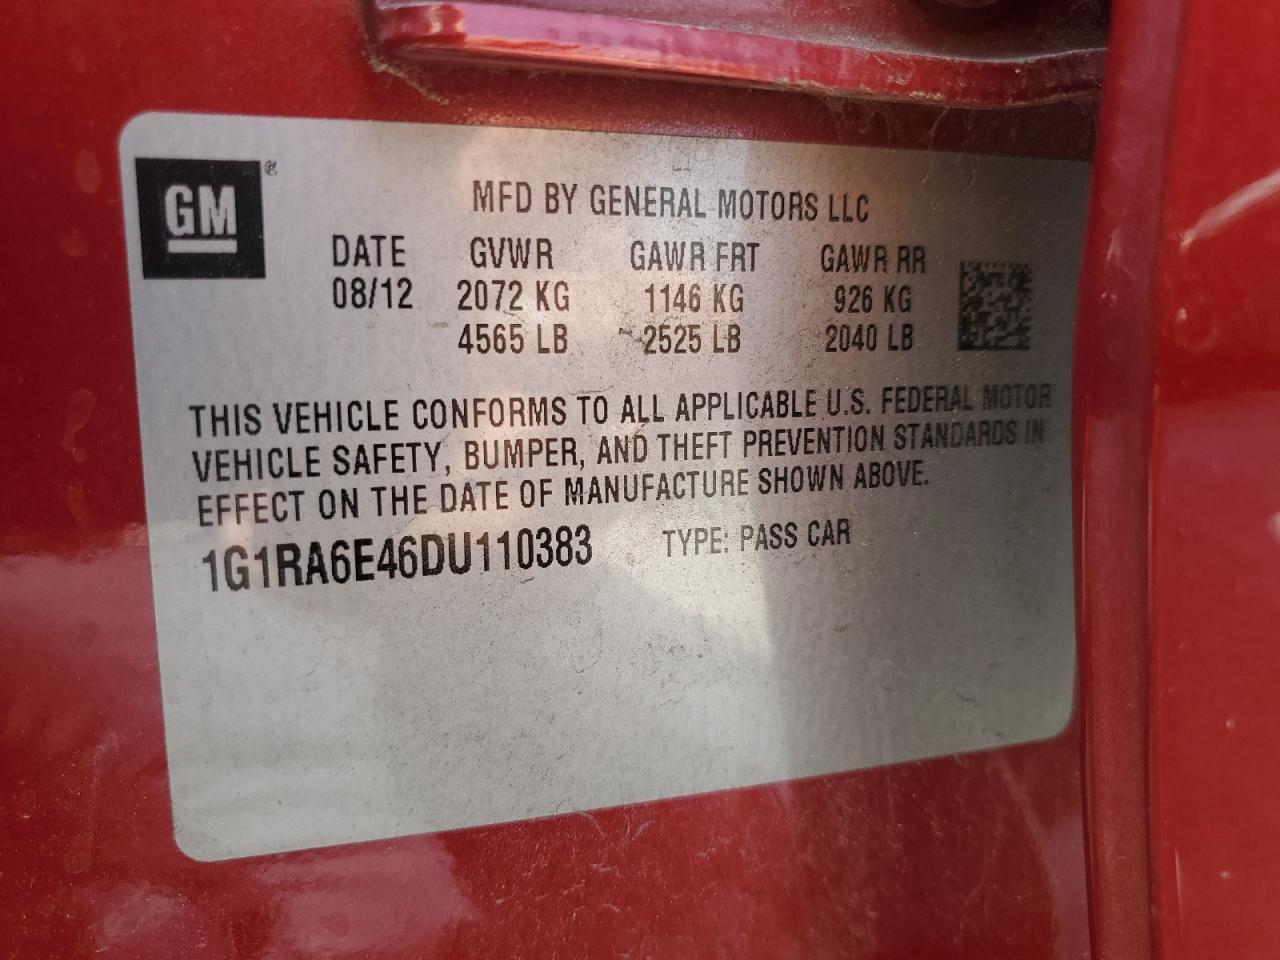 GM ®
MFD BY GENERAL MOTORS LLC
DATE GVWR GAWR FRT GAWR RR
08/12 2072 KG 1146 KG 926 KG
4565 LB 2525 LB 2040 LB
THIS VEHICLE CONFORMS TO ALL APPLICABLE U.S. FEDERAL MOTOR
VEHICLE SAFETY, BUMPER, AND THEFT PREVENTION STANDARDS IN
EFFECT ON THE DATE OF MANUFACTURE SHOWN ABOVE.
1G1RA6E46DU110383 TYPE: PASS CAR